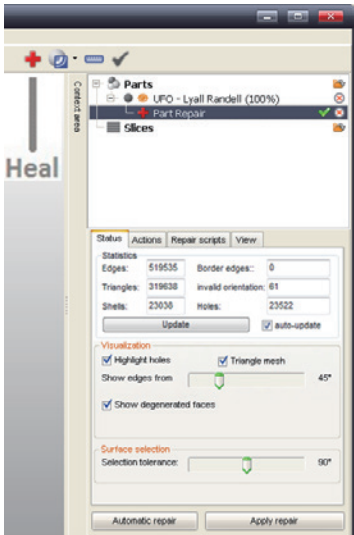 Heal
Context area
Parts
UFO - Lyall Randell (100%)
Part Repair
Slices
Status Actions Repair scripts View
Statistics
Edges: 519535 Border edges:: 0
Triangles: 319638 invalid orientation: 61
Shells: 23038 Holes: 23522
Update auto-update
Visualization
Highlight holes Triangle mesh
Show edges from 45°
Show degenerated faces
Surface selection
Selection tolerance: 90°
Automatic repair Apply repair